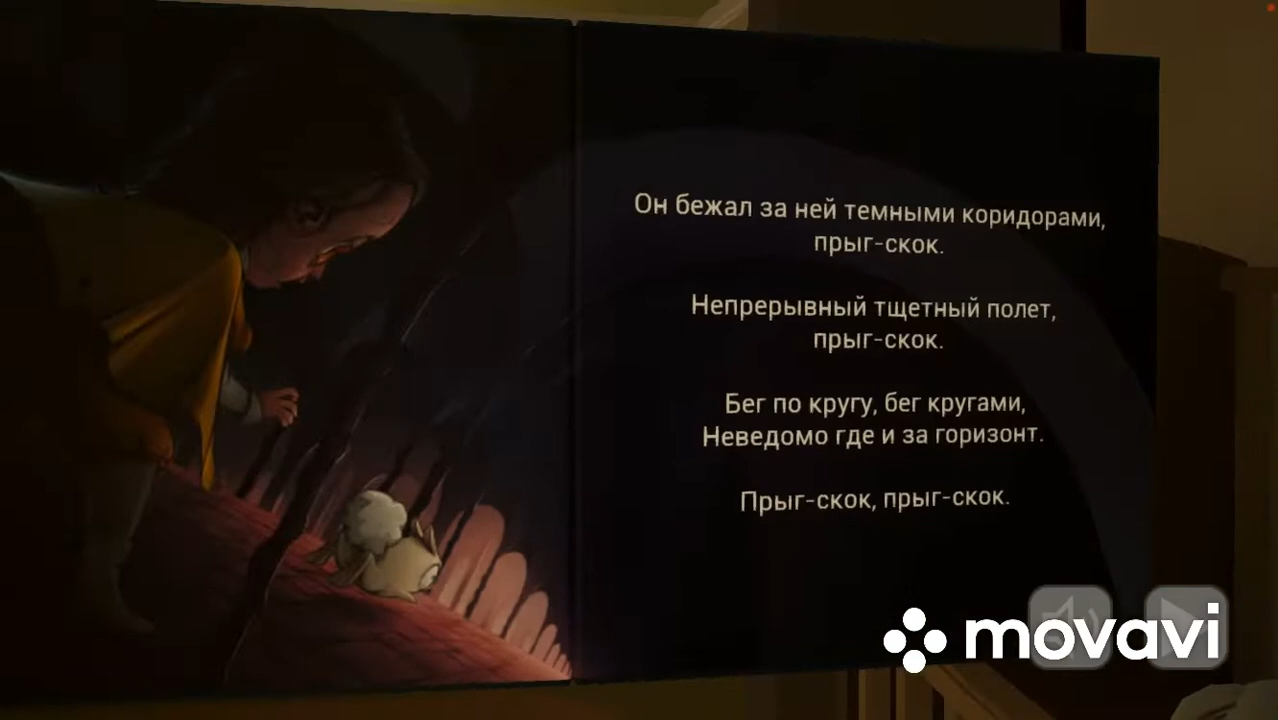 Он бежал за ней темными коридорами,
прыг-скок.
Непрерывный тщетный полет,
прыг-скок.
Бег по кругу, бег кругами,
Неведомо где и за горизонт.
Прыг-скок, прыг-скок.
movavi